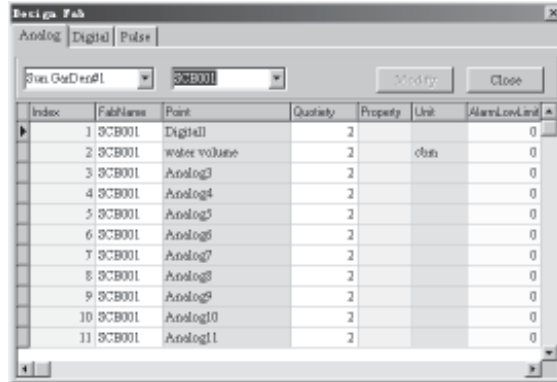 Design Fab
Analog Digital Pulse
Sun GarDen#1 SCB001 Modify Close
Index FabName Point Quotiety Property Unit AlarmLowLimit
1 SCB001 Digital1 2 0
2 SCB001 water volume 2 0
3 SCB001 Analog3 2 0
4 SCB001 Analog4 2 0
5 SCB001 Analog5 2 0
6 SCB001 Analog6 2 0
7 SCB001 Analog7 2 0
8 SCB001 Analog8 2 0
9 SCB001 Analog9 2 0
10 SCB001 Analog10 2 0
11 SCB001 Analog11 2 0